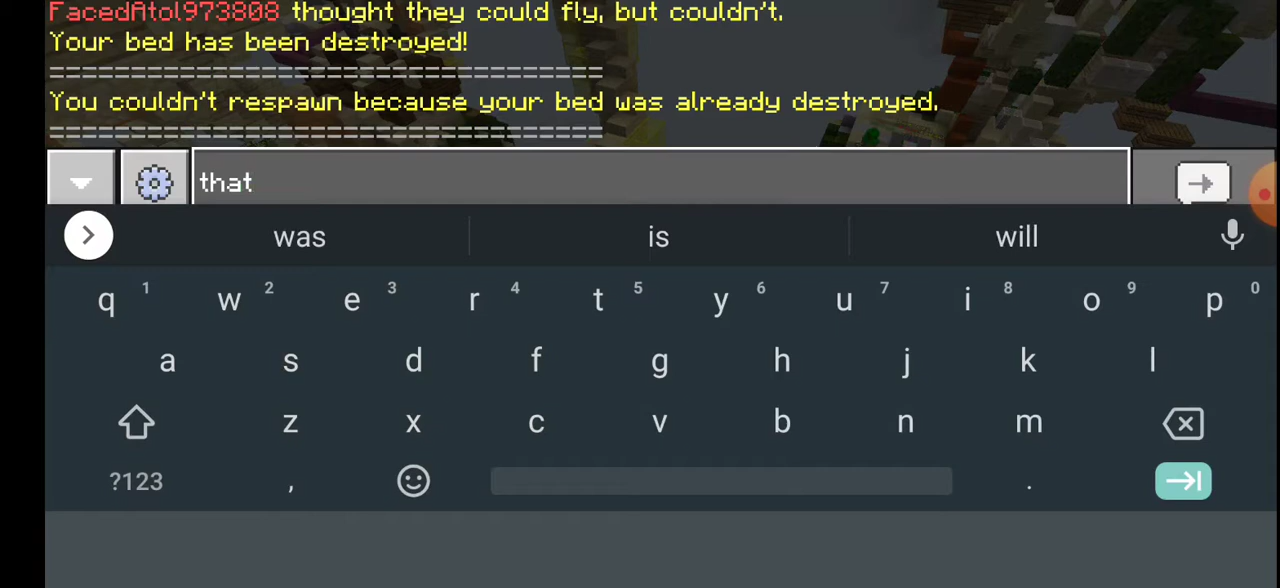 FacedAtol973808 thought they could fly, but couldn't.
Your bed has been destroyed!
==================================
You couldn't respawn because your bed was already destroyed.
==================================
that
was is will
q 1 w 2 e 3 r 4 t 5 y 6 u 7 i 8 o 9 p 0
a s d f g h j k l
z x c v b n m
?123 , .